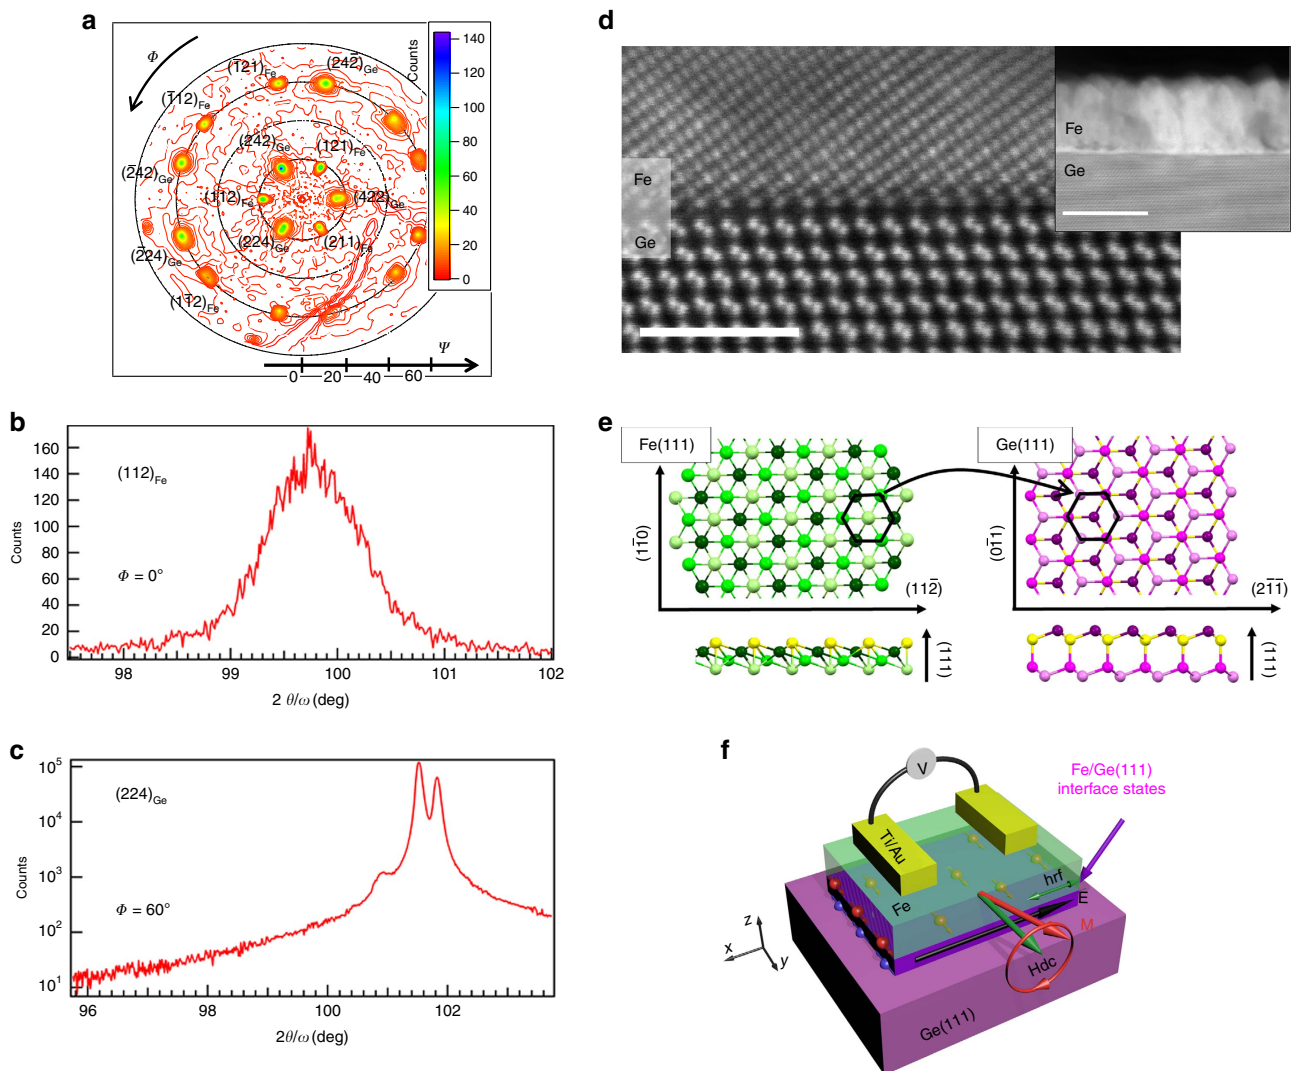 a
Φ
Counts
140
120
100
80
60
40
20
0
(1̅21)Fe
(242̅)Ge
(1̅12)Fe
(242)Ge
(121)Fe
(2̅42)Ge
(112)Fe
(422)Ge
(224)Ge
(211)Fe
(2̅24)Ge
(11̅2)Fe
Ψ
0 20 40 60
b
160
140
120
100
80
60
40
20
0
Counts
(112)Fe
Φ = 0°
98 99 100 101 102
2 θ/ω (deg)
c
10⁵
10⁴
10³
10²
10¹
Counts
(224)Ge
Φ = 60°
96 98 100 102
2θ/ω (deg)
d
Fe
Ge
Fe
Ge
e
Fe(111)
Ge(111)
(11̅0)
(112̅)
(01̅1)
(21̅1̅)
(111)
(111)
f
V
Fe/Ge(111)
interface states
Ti/Au
Fe
hrf
E
M
Hdc
z
x
y
Ge(111)